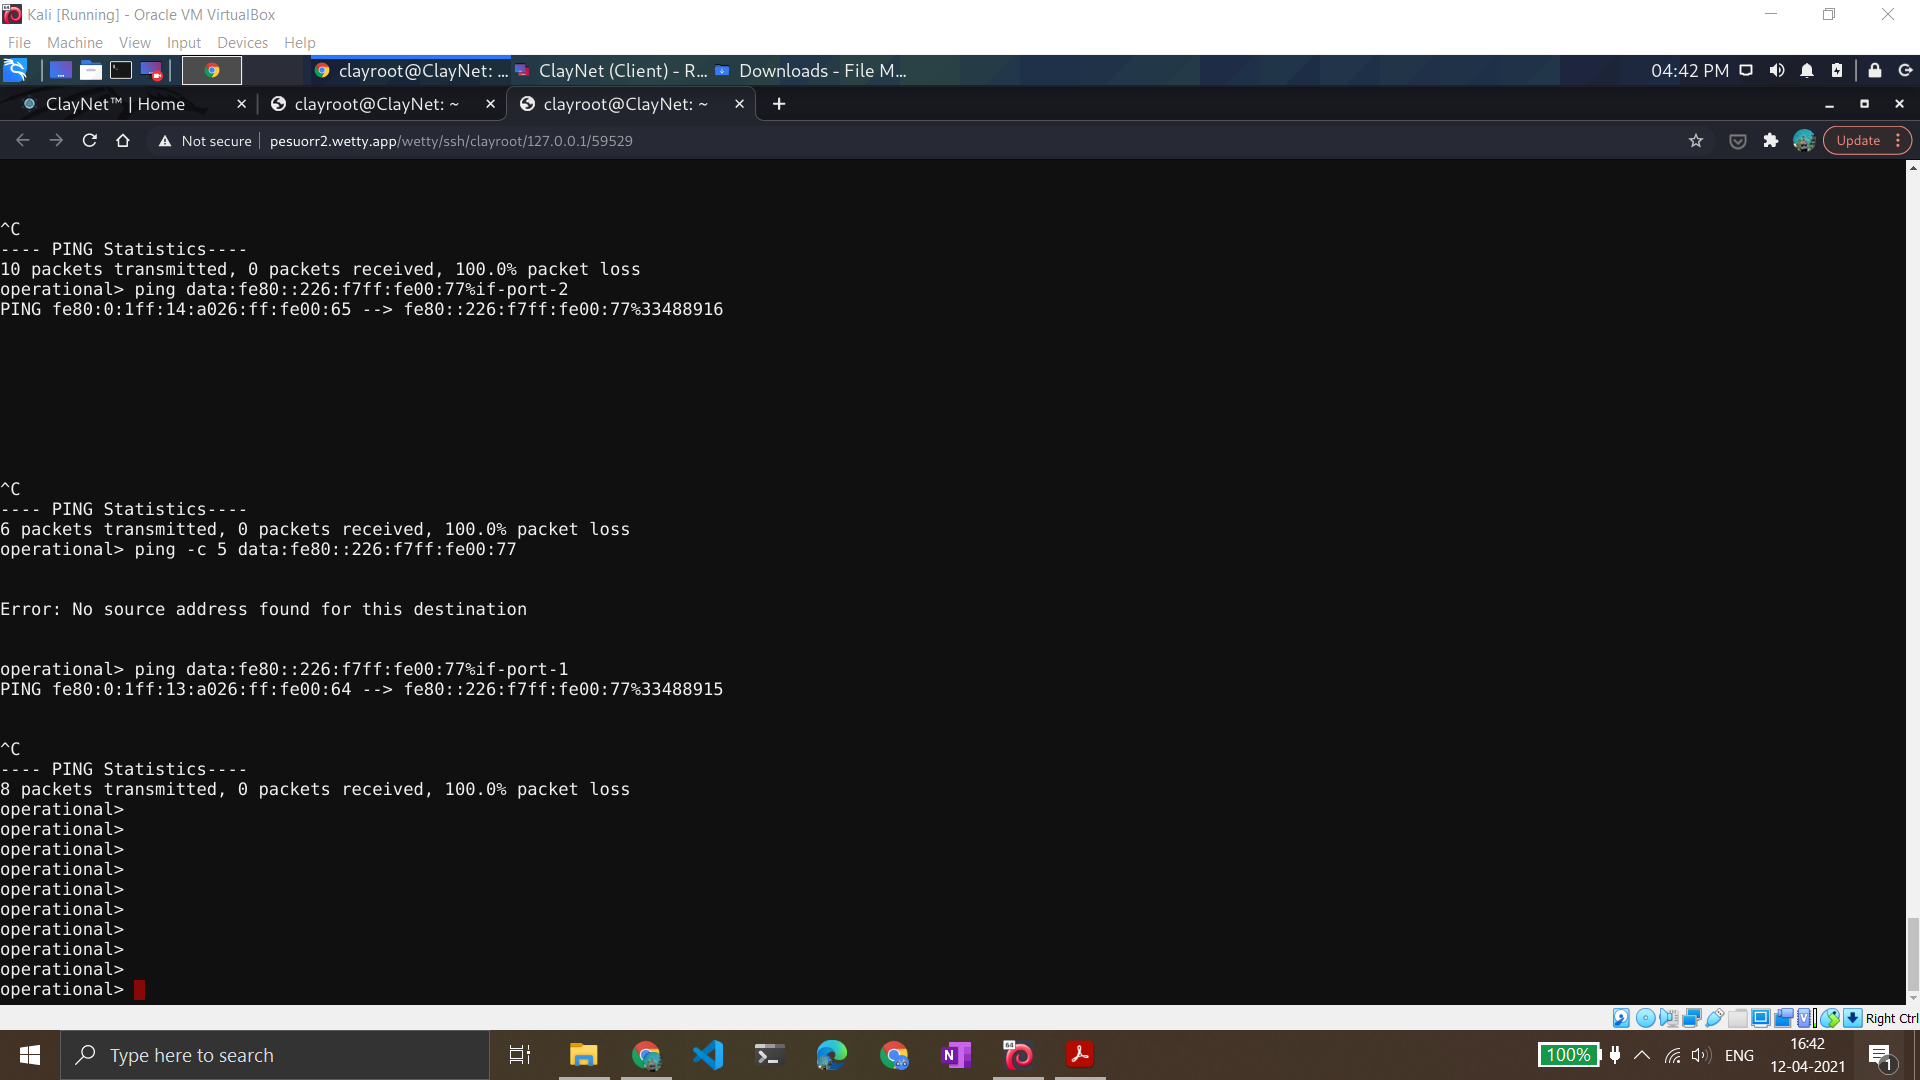 Kali [Running] - Oracle VM VirtualBox
File Machine View Input Devices Help
clayroot@ClayNet: ... ClayNet (Client) - R... Downloads - File M... 04:42 PM
ClayNet™ | Home clayroot@ClayNet: ~ clayroot@ClayNet: ~
Not secure pesuorr2.wetty.app/wetty/ssh/clayroot/127.0.0.1/59529 Update
^C
---- PING Statistics----
10 packets transmitted, 0 packets received, 100.0% packet loss
operational> ping data:fe80::226:f7ff:fe00:77%if-port-2
PING fe80:0:1ff:14:a026:ff:fe00:65 --> fe80::226:f7ff:fe00:77%33488916
^C
---- PING Statistics----
6 packets transmitted, 0 packets received, 100.0% packet loss
operational> ping -c 5 data:fe80::226:f7ff:fe00:77
Error: No source address found for this destination
operational> ping data:fe80::226:f7ff:fe00:77%if-port-1
PING fe80:0:1ff:13:a026:ff:fe00:64 --> fe80::226:f7ff:fe00:77%33488915
^C
---- PING Statistics----
8 packets transmitted, 0 packets received, 100.0% packet loss
operational>
operational>
operational>
operational>
operational>
operational>
operational>
operational>
operational>
operational>
Right Ctrl
Type here to search 100% ENG 16:42
12-04-2021 1